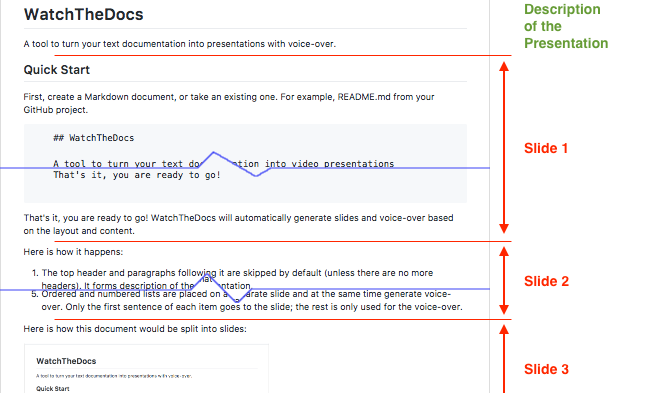 WatchTheDocs
A tool to turn your text documentation into presentations with voice-over.
Quick Start
First, create a Markdown document, or take an existing one. For example, README.md from your
GitHub project.
## WatchTheDocs
A tool to turn your text do tion into video presentations
That's it, you are ready to go!
That's it, you are ready to go! WatchTheDocs will automatically generate slides and voice-over based
on the layout and content.
Here is how it happens:
1. The top header and paragraphs following it are skipped by default (unless there are no more
headers). It forms description of the ntation.
5. Ordered and numbered lists are placed on a rate slide and at the same time generate voice-
over. Only the first sentence of each item goes to the slide; the rest is only used for the voice-over.
Here is how this document would be split into slides:
WatchTheDocs
A tool to turn your text documentation into presentations with voice-over.
Quick Start
Description
of the
Presentation
Slide 1
Slide 2
Slide 3